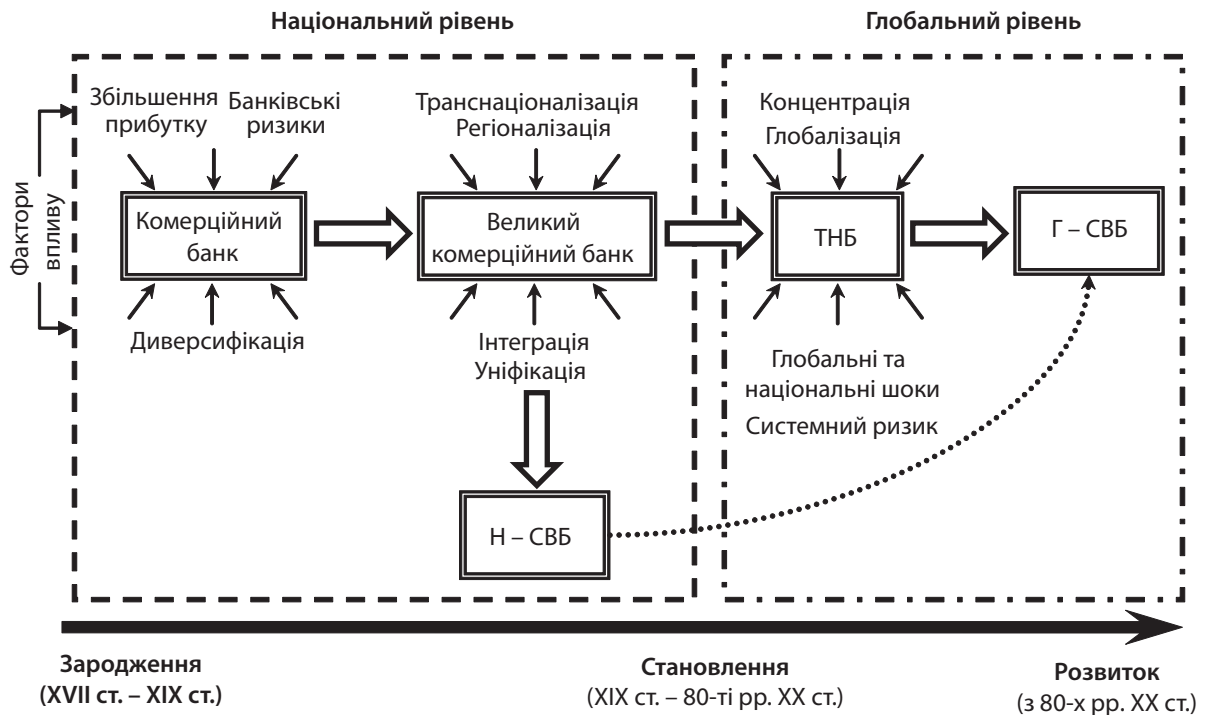 Національний рівень
Глобальний рівень
Фактори
впливу
Збільшення
прибутку
Банківські
ризики
Транснаціоналізація
Регіоналізація
Концентрація
Глобалізація
Комерційний
банк
Великий
комерційний банк
ТНБ
Г – СВБ
Диверсифікація
Інтеграція
Уніфікація
Глобальні та
національні шоки
Системний ризик
Н – СВБ
Зародження
(XVII ст. – XIX ст.)
Становлення
(XIX ст. – 80-ті рр. XX ст.)
Розвиток
(з 80-х рр. XX ст.)